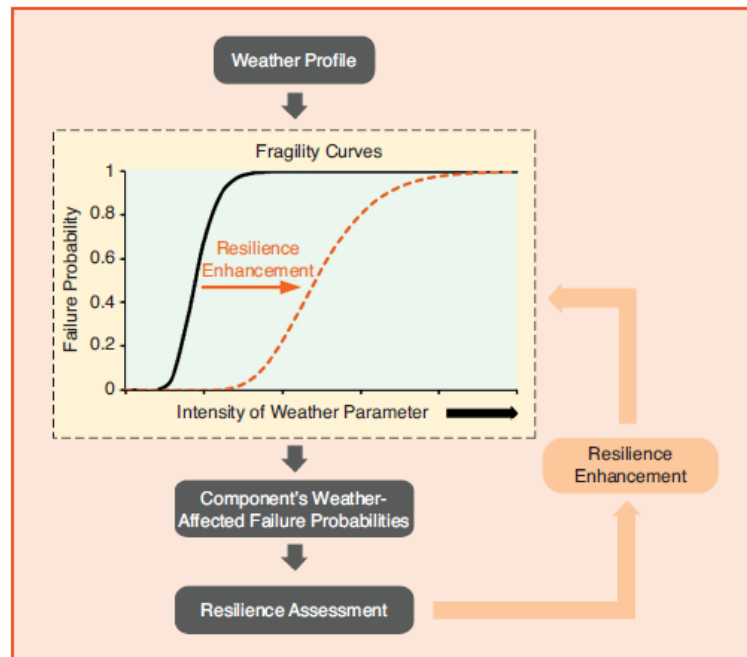 Weather Profile
Fragility Curves
Failure Probability
1
0.8
0.6
0.4
0.2
0
Resilience
Enhancement
Intensity of Weather Parameter
Component's Weather-
Affected Failure Probabilities
Resilience Assessment
Resilience
Enhancement